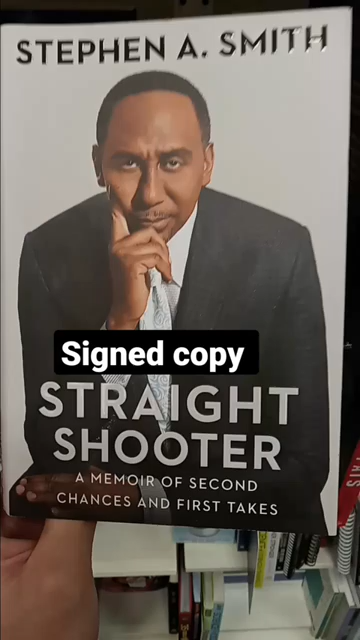 STEPHEN A. SMITH
Signed copy
STRAIGHT
SHOOTER
A MEMOIR OF SECOND
CHANCES AND FIRST TAKES